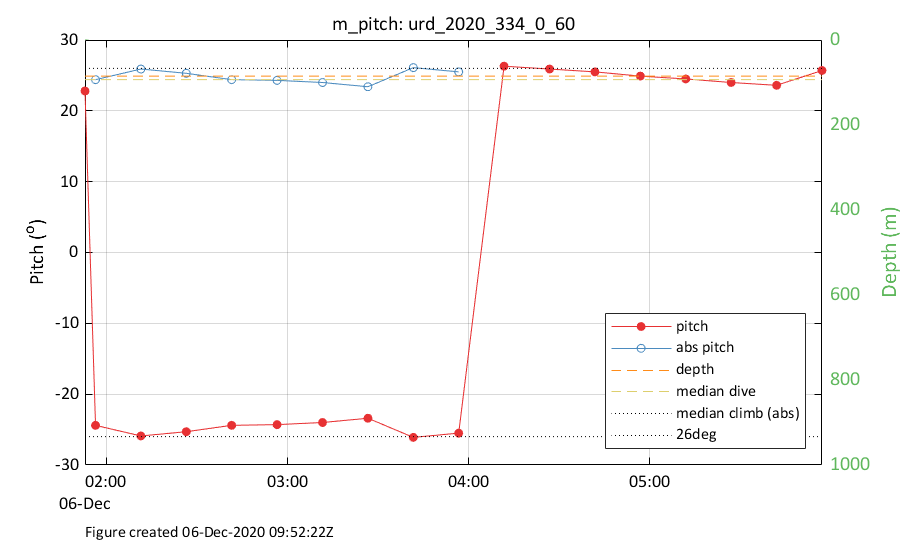 m_pitch: urd_2020_334_0_60
30
20
10
0
-10
-20
-30
Pitch (°)
0
200
400
600
800
1000
Depth (m)
pitch
abs pitch
depth
median dive
median climb (abs)
26deg
02:00 03:00 04:00 05:00
06-Dec
Figure created 06-Dec-2020 09:52:22Z